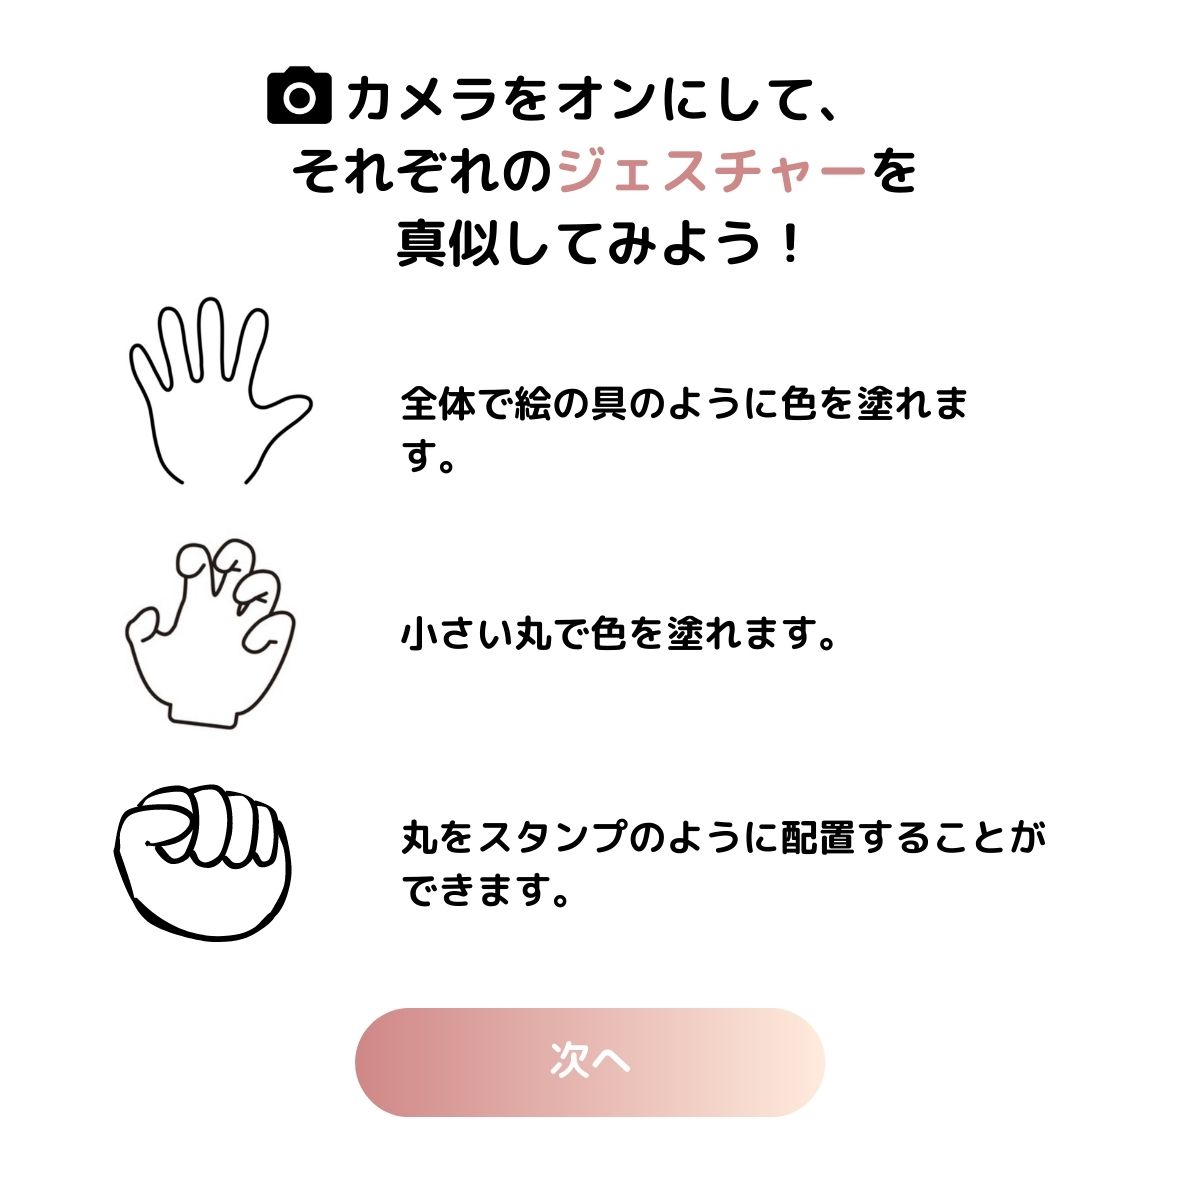 カメラをオンにして、
それぞれのジェスチャーを
真似してみよう！
全体で絵の具のように色を塗れま
す。
小さい丸で色を塗れます。
丸をスタンプのように配置することが
できます。
次へ